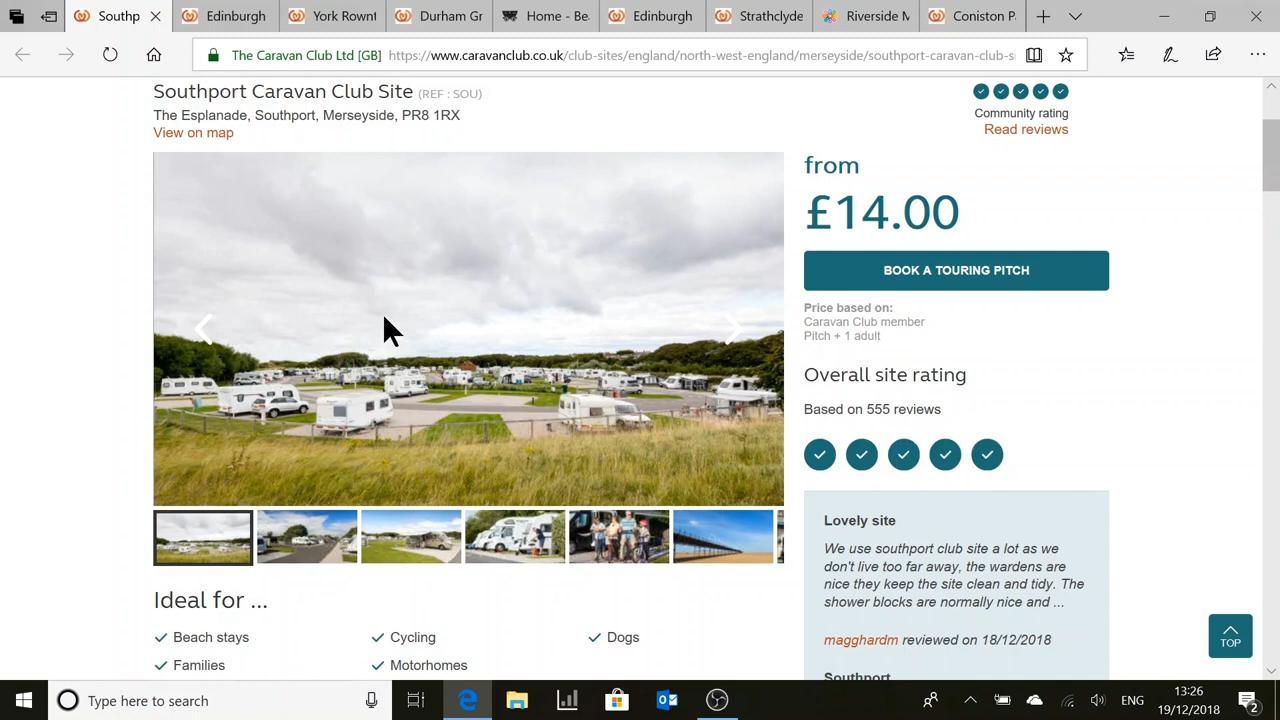 Southp
Edinburgh
York Rownt
Durham Gr
Home - Be
Edinburgh
Strathclyde
Riverside M
Coniston P
The Caravan Club Ltd [GB] https://www.caravanclub.co.uk/club-sites/england/north-west-england/merseyside/southport-caravan-club-s
Southport Caravan Club Site (REF : SOU)
The Esplanade, Southport, Merseyside, PR8 1RX
View on map
Community rating
Read reviews
from
£14.00
BOOK A TOURING PITCH
Price based on:
Caravan Club member
Pitch + 1 adult
Overall site rating
Based on 555 reviews
Lovely site
We use southport club site a lot as we
don't live too far away, the wardens are
nice they keep the site clean and tidy. The
shower blocks are normally nice and ...
magghardm reviewed on 18/12/2018
Southport
Ideal for ...
Beach stays
Cycling
Dogs
Families
Motorhomes
TOP
Type here to search
ENG
13:26
19/12/2018
2